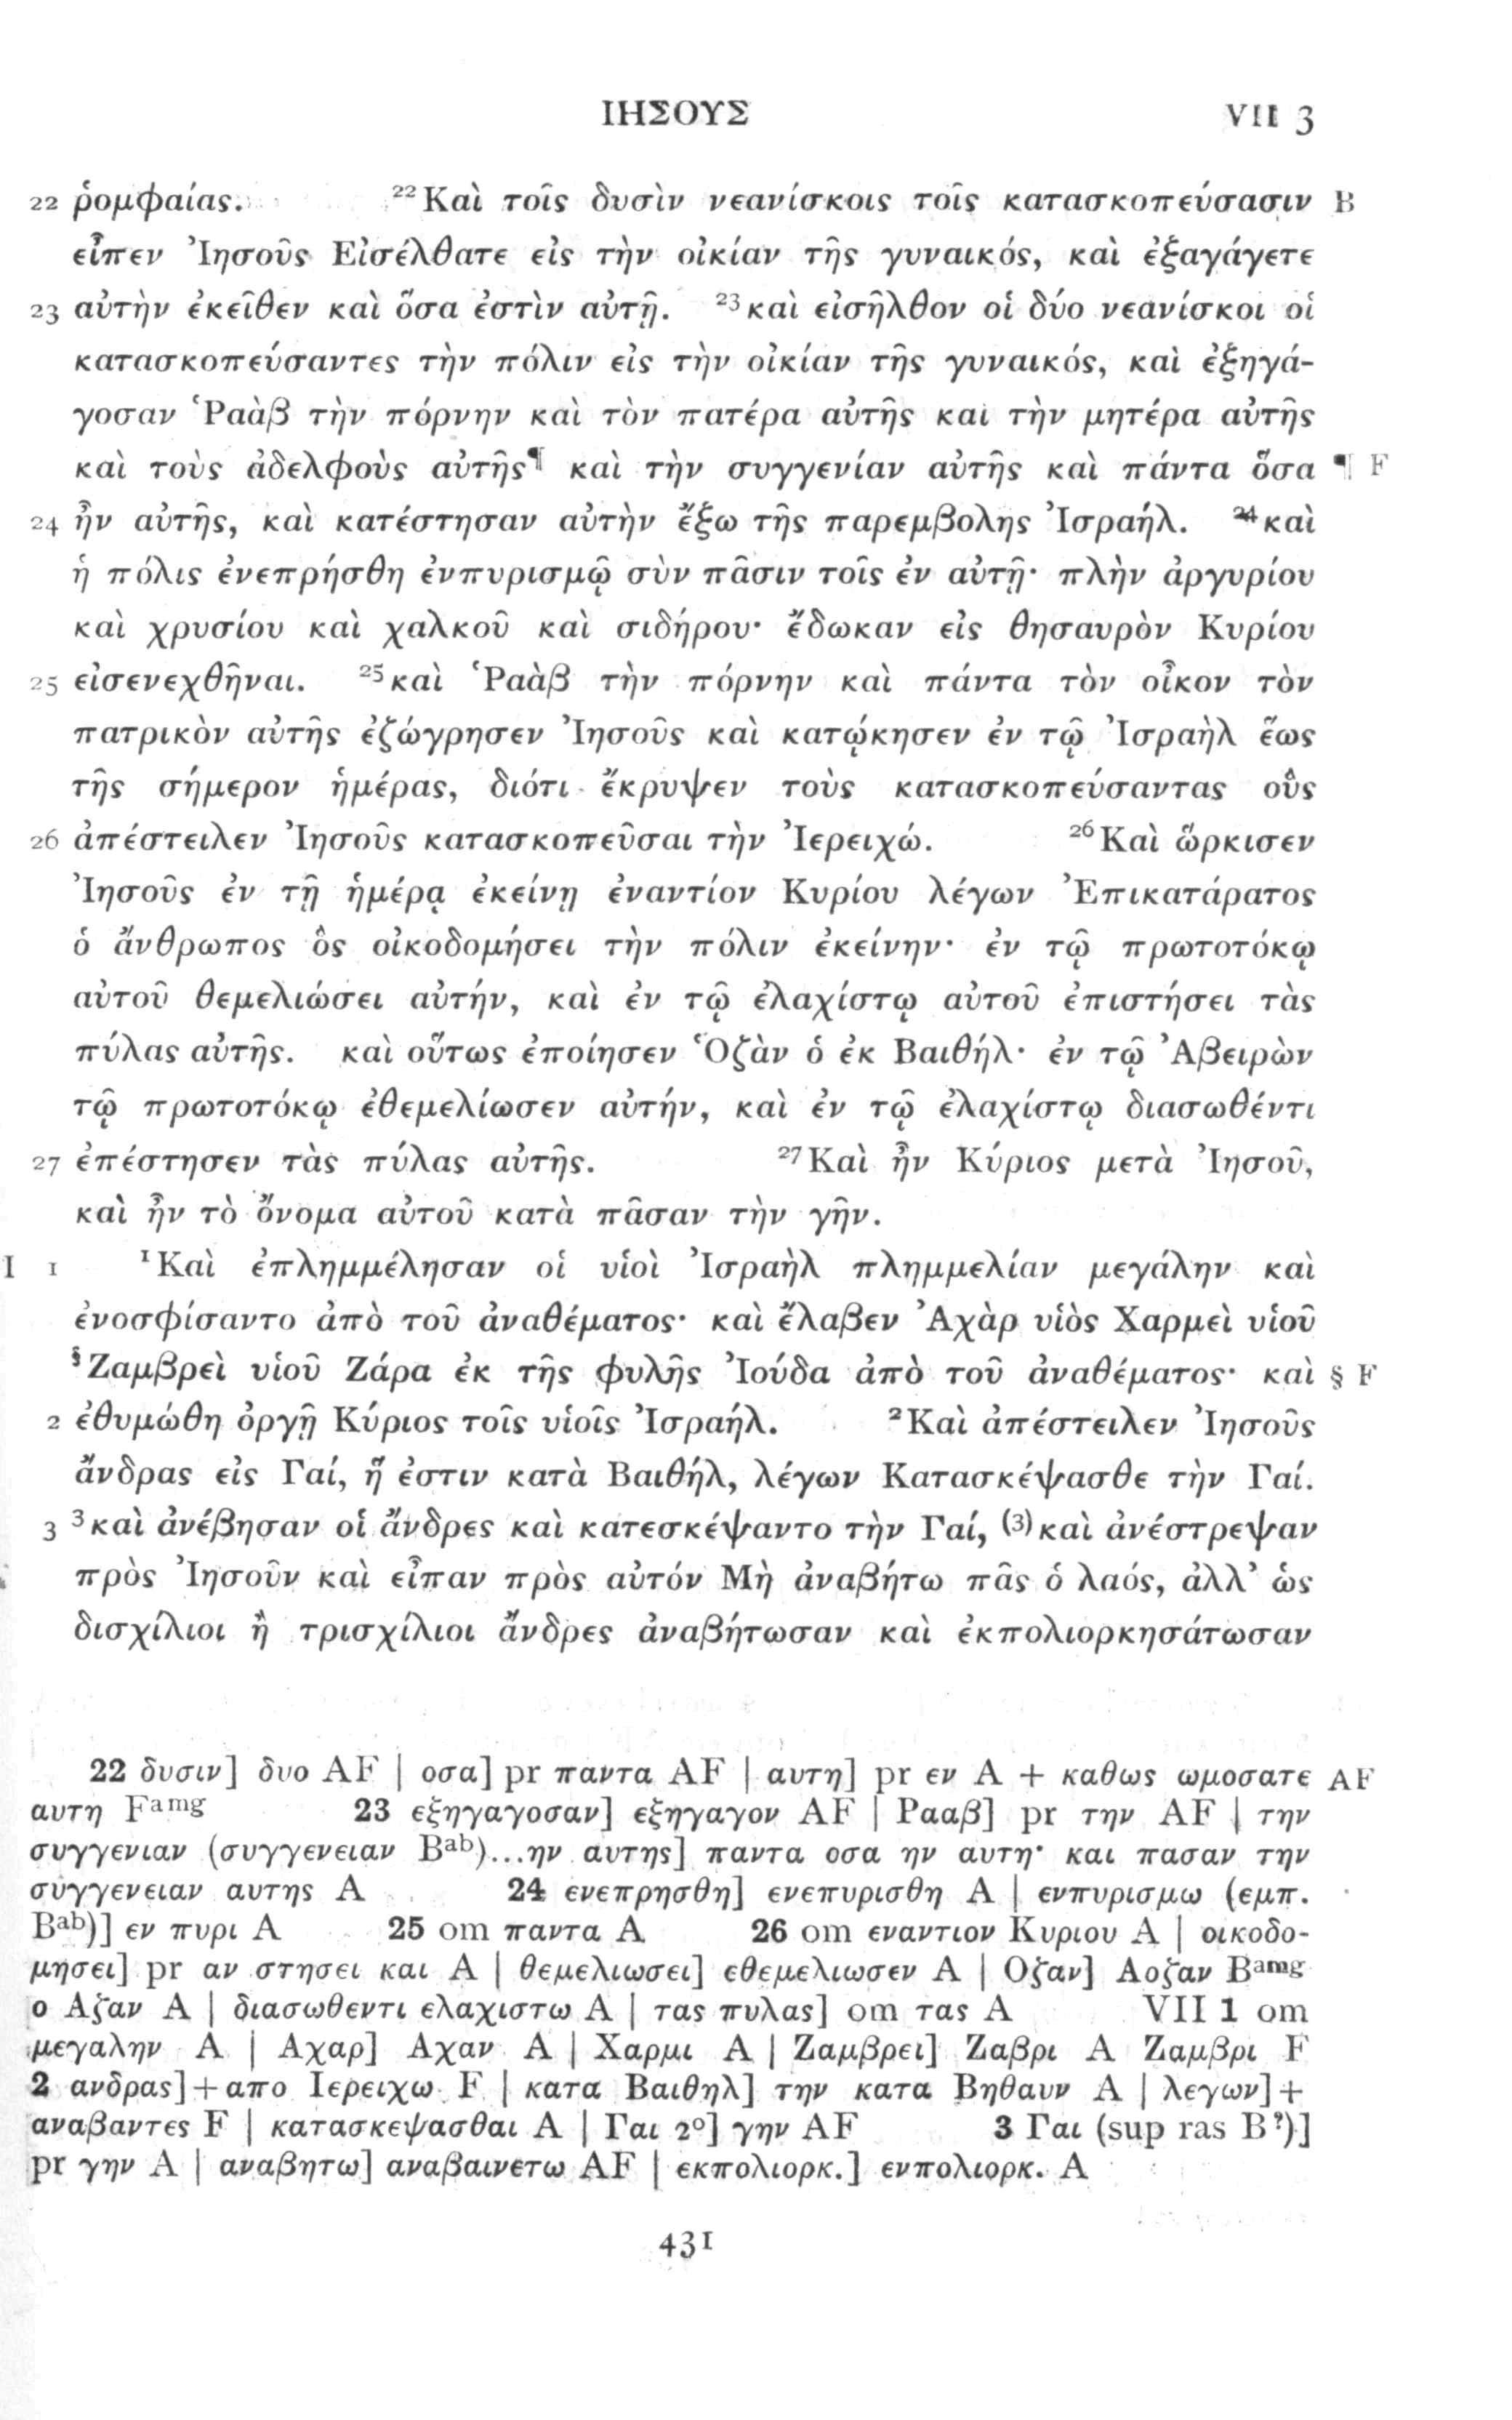 ΙΗΣΟΥΣ VII 3
22 ῥομφαίας. ²²Καὶ τοῖς δυσὶν νεανίσκοις τοῖς κατασκοπεύσασιν B
εἶπεν Ἰησοῦς Εἰσέλθατε εἰς τὴν οἰκίαν τῆς γυναικός, καὶ ἐξαγάγετε
23 αὐτὴν ἐκεῖθεν καὶ ὅσα ἐστὶν αὐτῇ. ²³καὶ εἰσῆλθον οἱ δύο νεανίσκοι οἱ
κατασκοπεύσαντες τὴν πόλιν εἰς τὴν οἰκίαν τῆς γυναικός, καὶ ἐξηγά-
γοσαν Ῥαὰβ τὴν πόρνην καὶ τὸν πατέρα αὐτῆς καὶ τὴν μητέρα αὐτῆς
καὶ τοὺς ἀδελφοὺς αὐτῆς¶ καὶ τὴν συγγενίαν αὐτῆς καὶ πάντα ὅσα ¶ F
24 ἦν αὐτῆς, καὶ κατέστησαν αὐτὴν ἔξω τῆς παρεμβολῆς Ἰσραήλ. ²⁴καὶ
ἡ πόλις ἐνεπρήσθη ἐνπυρισμῷ σὺν πᾶσιν τοῖς ἐν αὐτῇ· πλὴν ἀργυρίου
καὶ χρυσίου καὶ χαλκοῦ καὶ σιδήρου· ἔδωκαν εἰς θησαυρὸν Κυρίου
25 εἰσενεχθῆναι. ²⁵καὶ Ῥαὰβ τὴν πόρνην καὶ πάντα τὸν οἶκον τὸν
πατρικὸν αὐτῆς ἐζώγρησεν Ἰησοῦς καὶ κατῴκησεν ἐν τῷ Ἰσραὴλ ἕως
τῆς σήμερον ἡμέρας, διότι ἔκρυψεν τοὺς κατασκοπεύσαντας οὓς
26 ἀπέστειλεν Ἰησοῦς κατασκοπεῦσαι τὴν Ἰερειχώ. ²⁶Καὶ ὥρκισεν
Ἰησοῦς ἐν τῇ ἡμέρᾳ ἐκείνῃ ἐναντίον Κυρίου λέγων Ἐπικατάρατος
ὁ ἄνθρωπος ὃς οἰκοδομήσει τὴν πόλιν ἐκείνην· ἐν τῷ πρωτοτόκῳ
αὐτοῦ θεμελιώσει αὐτήν, καὶ ἐν τῷ ἐλαχίστῳ αὐτοῦ ἐπιστήσει τὰς
πύλας αὐτῆς. καὶ οὕτως ἐποίησεν Ὁζὰν ὁ ἐκ Βαιθήλ· ἐν τῷ Ἀβειρὼν
τῷ πρωτοτόκῳ ἐθεμελίωσεν αὐτήν, καὶ ἐν τῷ ἐλαχίστῳ διασωθέντι
27 ἐπέστησεν τὰς πύλας αὐτῆς. ²⁷Καὶ ἦν Κύριος μετὰ Ἰησοῦ,
καὶ ἦν τὸ ὄνομα αὐτοῦ κατὰ πᾶσαν τὴν γῆν.
I 1 ¹Καὶ ἐπλημμέλησαν οἱ υἱοὶ Ἰσραὴλ πλημμελίαν μεγάλην καὶ
ἐνοσφίσαντο ἀπὸ τοῦ ἀναθέματος· καὶ ἔλαβεν Ἀχὰρ υἱὸς Χαρμεὶ υἱοῦ
§Ζαμβρεὶ υἱοῦ Ζάρα ἐκ τῆς φυλῆς Ἰούδα ἀπὸ τοῦ ἀναθέματος· καὶ § F
2 ἐθυμώθη ὀργῇ Κύριος τοῖς υἱοῖς Ἰσραήλ. ²Καὶ ἀπέστειλεν Ἰησοῦς
ἄνδρας εἰς Γαί, ἥ ἐστιν κατὰ Βαιθήλ, λέγων Κατασκέψασθε τὴν Γαί.
3 ³καὶ ἀνέβησαν οἱ ἄνδρες καὶ κατεσκέψαντο τὴν Γαί, ⁽³⁾καὶ ἀνέστρεψαν
πρὸς Ἰησοῦν καὶ εἶπαν πρὸς αὐτόν Μὴ ἀναβήτω πᾶς ὁ λαός, ἀλλ' ὡς
δισχίλιοι ἢ τρισχίλιοι ἄνδρες ἀναβήτωσαν καὶ ἐκπολιορκησάτωσαν
22 δυσιν] δυο AF | οσα] pr παντα AF | αυτη] pr εν A + καθως ωμοσατε AF
αυτη Fᵃᵐᵍ 23 εξηγαγοσαν] εξηγαγον AF | Ρααβ] pr την AF | την
συγγενιαν (συγγενειαν Bᵃᵇ)...ην αυτης] παντα οσα ην αυτη· και πασαν την
συγγενειαν αυτης A 24 ενεπρησθη] ενεπυρισθη A | ενπυρισμω (εμπ.
Bᵃᵇ)] εν πυρι A 25 om παντα A 26 om εναντιον Κυριου A | οικοδο-
μησει] pr αν στησει και A | θεμελιωσει] εθεμελιωσεν A | Οζαν] Αοζαν Bᵃᵐᵍ
ο Αζαν A | διασωθεντι ελαχιστω A | τας πυλας] om τας A VII 1 om
μεγαλην A | Αχαρ] Αχαν A | Χαρμι A | Ζαμβρει] Ζαβρι A Ζαμβρι F
2 ανδρας]+απο Ιερειχω F | κατα Βαιθηλ] την κατα Βηθαυν A | λεγων]+
αναβαντες F | κατασκεψασθαι A | Γαι 2º] γην AF 3 Γαι (sup ras B?)]
pr γην A | αναβητω] αναβαινετω AF | εκπολιορκ.] ενπολιορκ. A
431